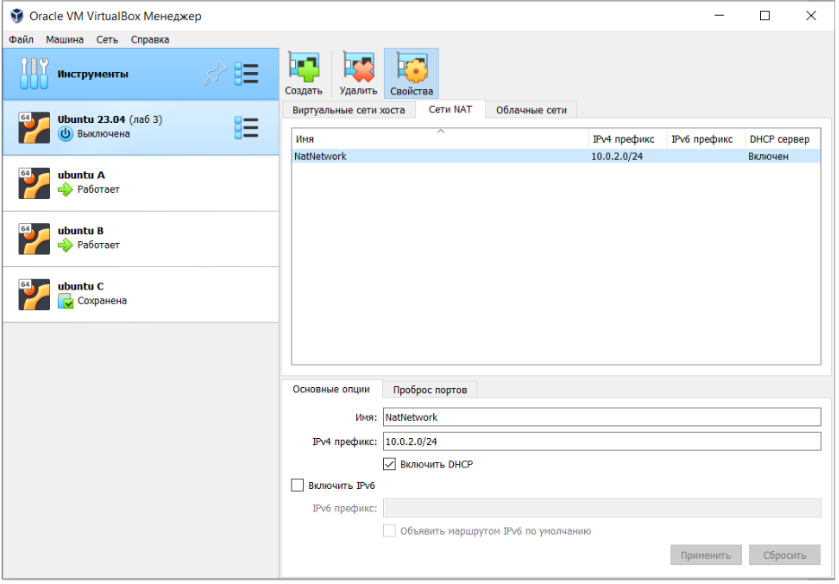 Oracle VM VirtualBox Менеджер
Файл Машина Сеть Справка
Инструменты
Создать Удалить Свойства
64
Ubuntu 23.04 (лаб 3)
Выключена
64
ubuntu A
Работает
64
ubuntu B
Работает
64
ubuntu C
Сохранена
Виртуальные сети хоста Сети NAT Облачные сети
Имя IPv4 префикс IPv6 префикс DHCP сервер
NatNetwork 10.0.2.0/24 Включен
Основные опции Проброс портов
Имя: NatNetwork
IPv4 префикс: 10.0.2.0/24
Включить DHCP
Включить IPv6
IPv6 префикс:
Объявить маршрутом IPv6 по умолчанию
Применить Сбросить